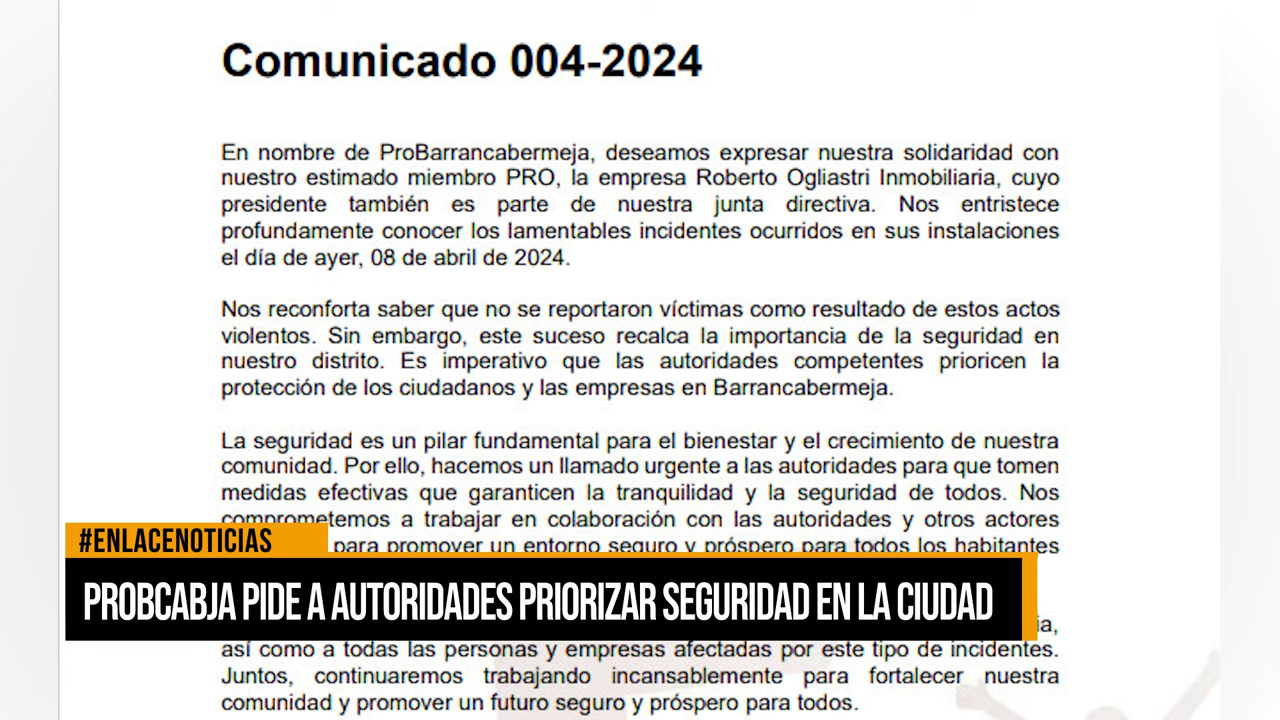 Comunicado 004-2024
En nombre de ProBarrancabermeja, deseamos expresar nuestra solidaridad con
nuestro estimado miembro PRO, la empresa Roberto Ogliastri Inmobiliaria, cuyo
presidente también es parte de nuestra junta directiva. Nos entristece
profundamente conocer los lamentables incidentes ocurridos en sus instalaciones
el día de ayer, 08 de abril de 2024.
Nos reconforta saber que no se reportaron víctimas como resultado de estos actos
violentos. Sin embargo, este suceso recalca la importancia de la seguridad en
nuestro distrito. Es imperativo que las autoridades competentes prioricen la
protección de los ciudadanos y las empresas en Barrancabermeja.
La seguridad es un pilar fundamental para el bienestar y el crecimiento de nuestra
comunidad. Por ello, hacemos un llamado urgente a las autoridades para que tomen
medidas efectivas que garanticen la tranquilidad y la seguridad de todos. Nos
comprometemos a trabajar en colaboración con las autoridades y otros actores
para promover un entorno seguro y próspero para todos los habitantes
#ENLACENOTICIAS
PROBCABJA PIDE A AUTORIDADES PRIORIZAR SEGURIDAD EN LA CIUDAD
así como a todas las personas y empresas afectadas por este tipo de incidentes.
Juntos, continuaremos trabajando incansablemente para fortalecer nuestra
comunidad y promover un futuro seguro y próspero para todos.